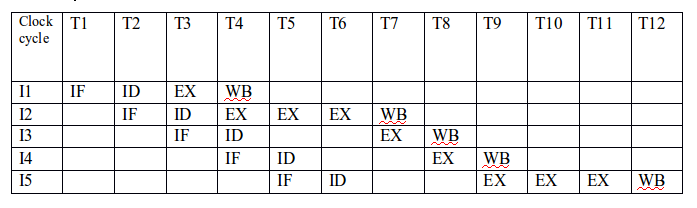 Clock cycle T1 T2 T3 T4 T5 T6 T7 T8 T9 T10 T11 T12
I1 IF ID EX WB
I2 IF ID EX EX EX WB
I3 IF ID EX WB
I4 IF ID EX WB
I5 IF ID EX EX EX WB